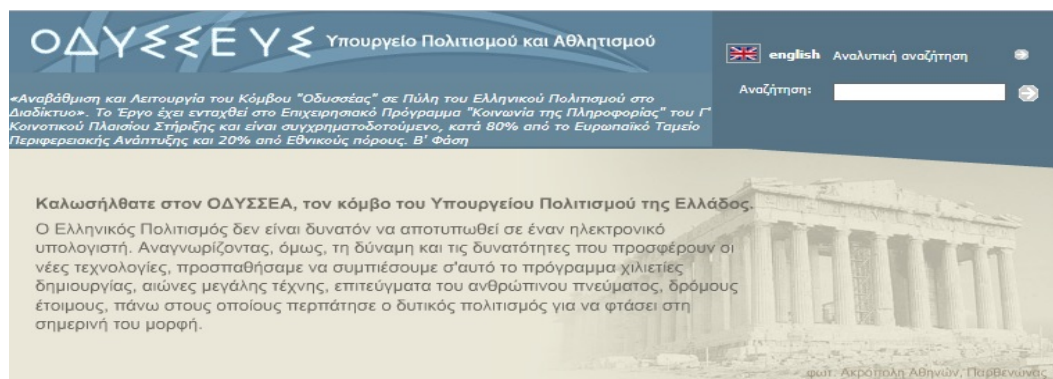 ΟΔΥΣΣΕΥΣ Υπουργείο Πολιτισμού και Αθλητισμού
english Αναλυτική αναζήτηση
Αναζήτηση:
«Αναβάθμιση και Λειτουργία του Κόμβου "Οδυσσέας" σε Πύλη του Ελληνικού Πολιτισμού στο
Διαδίκτυο». Το Έργο έχει ενταχθεί στο Επιχειρησιακό Πρόγραμμα "Κοινωνία της Πληροφορίας" του Γ'
Κοινοτικού Πλαισίου Στήριξης και είναι συγχρηματοδοτούμενο, κατά 80% από το Ευρωπαϊκό Ταμείο
Περιφερειακής Ανάπτυξης και 20% από Εθνικούς πόρους. Β' Φάση
Καλωσήλθατε στον ΟΔΥΣΣΕΑ, τον κόμβο του Υπουργείου Πολιτισμού της Ελλάδος.
Ο Ελληνικός Πολιτισμός δεν είναι δυνατόν να αποτυπωθεί σε έναν ηλεκτρονικό
υπολογιστή. Αναγνωρίζοντας, όμως, τη δύναμη και τις δυνατότητες που προσφέρουν οι
νέες τεχνολογίες, προσπαθήσαμε να συμπιέσουμε σ'αυτό το πρόγραμμα χιλιετίες
δημιουργίας, αιώνες μεγάλης τέχνης, επιτεύγματα του ανθρώπινου πνεύματος, δρόμους
έτοιμους, πάνω στους οποίους περπάτησε ο δυτικός πολιτισμός για να φτάσει στη
σημερινή του μορφή.
φωτ. Ακρόπολη Αθηνών, Παρθενώνας